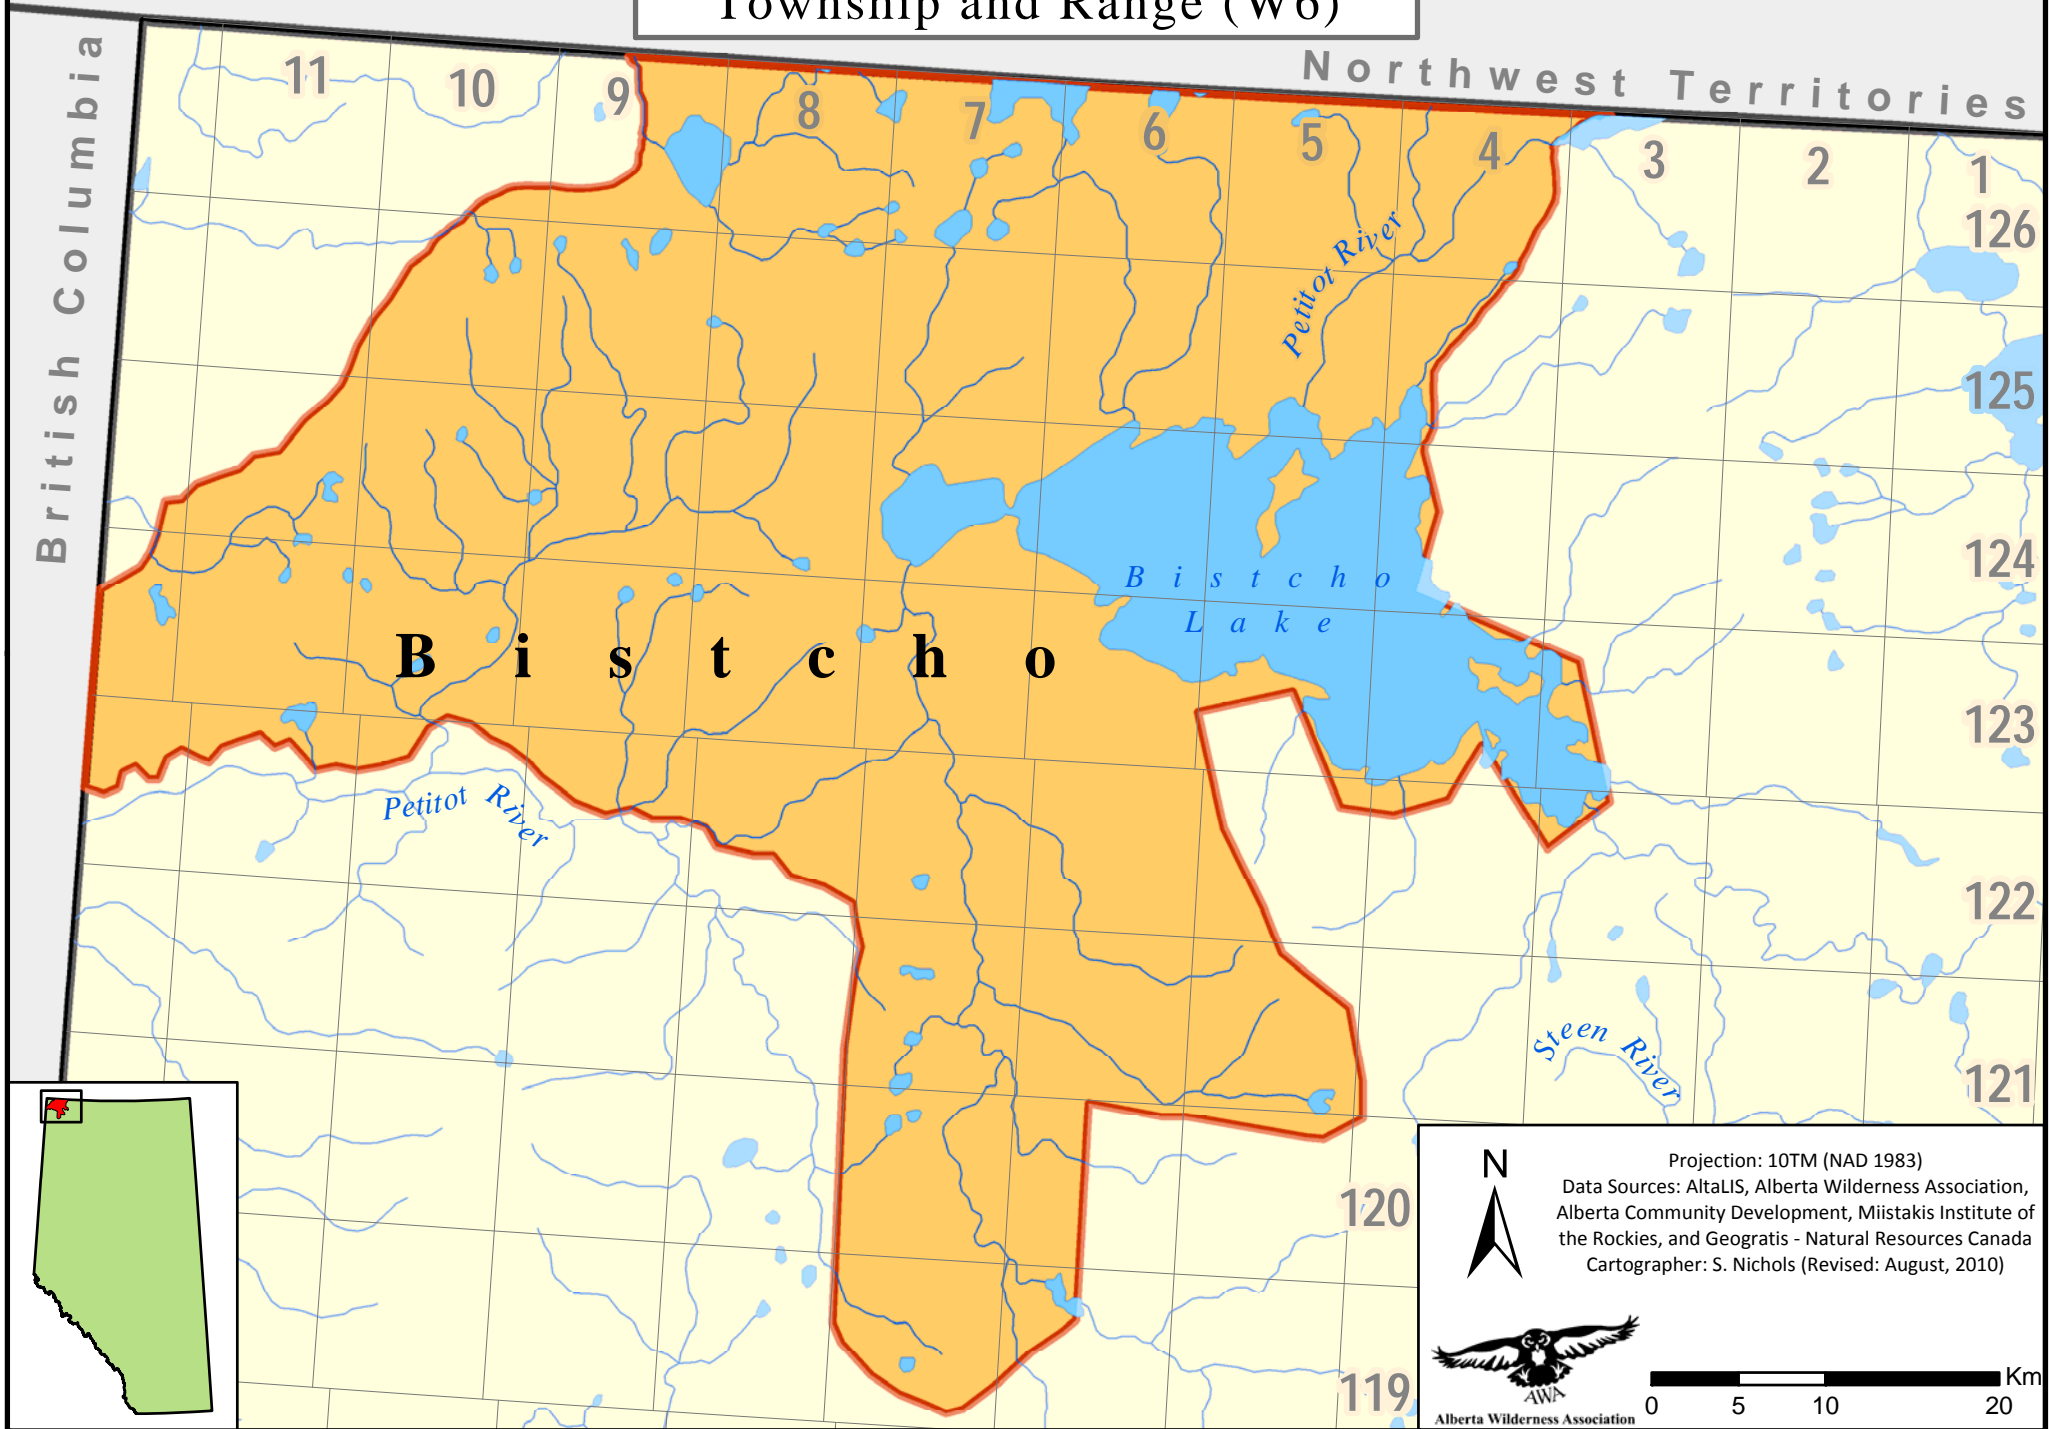 Township and Range (W6)
British Columbia
Northwest Territories
11
10
9
8
7
6
5
4
3
2
1
126
125
124
123
122
121
120
119
Petitot River
Bistcho
Lake
Bistcho
Petitot River
Steen River
N
Projection: 10TM (NAD 1983)
Data Sources: AltaLIS, Alberta Wilderness Association,
Alberta Community Development, Miistakis Institute of
the Rockies, and Geogratis - Natural Resources Canada
Cartographer: S. Nichols (Revised: August, 2010)
AWA
Alberta Wilderness Association
Km
0 5 10 20